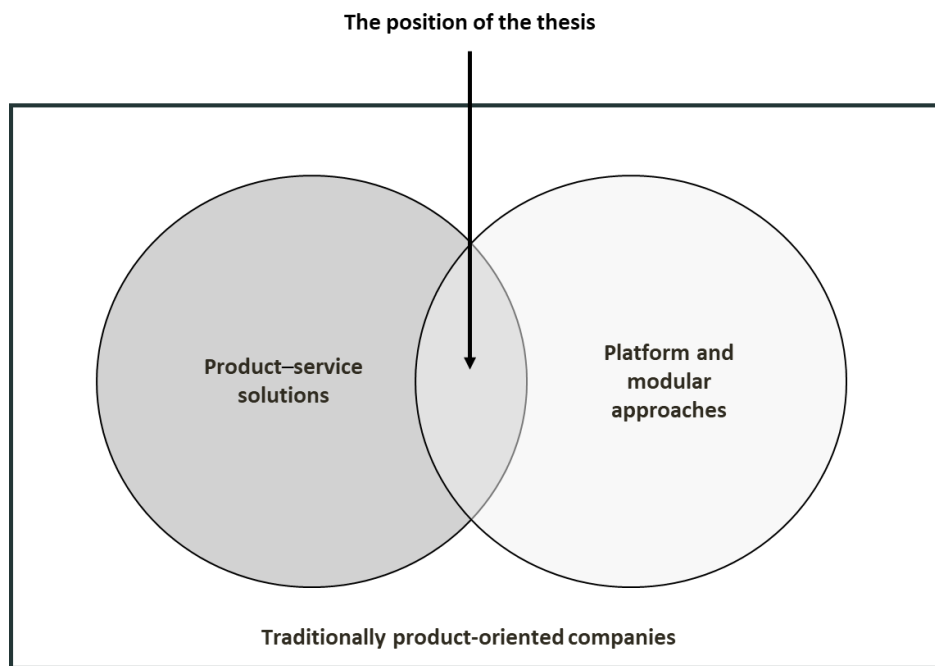 The position of the thesis
Product–service
solutions
Platform and
modular
approaches
Traditionally product-oriented companies